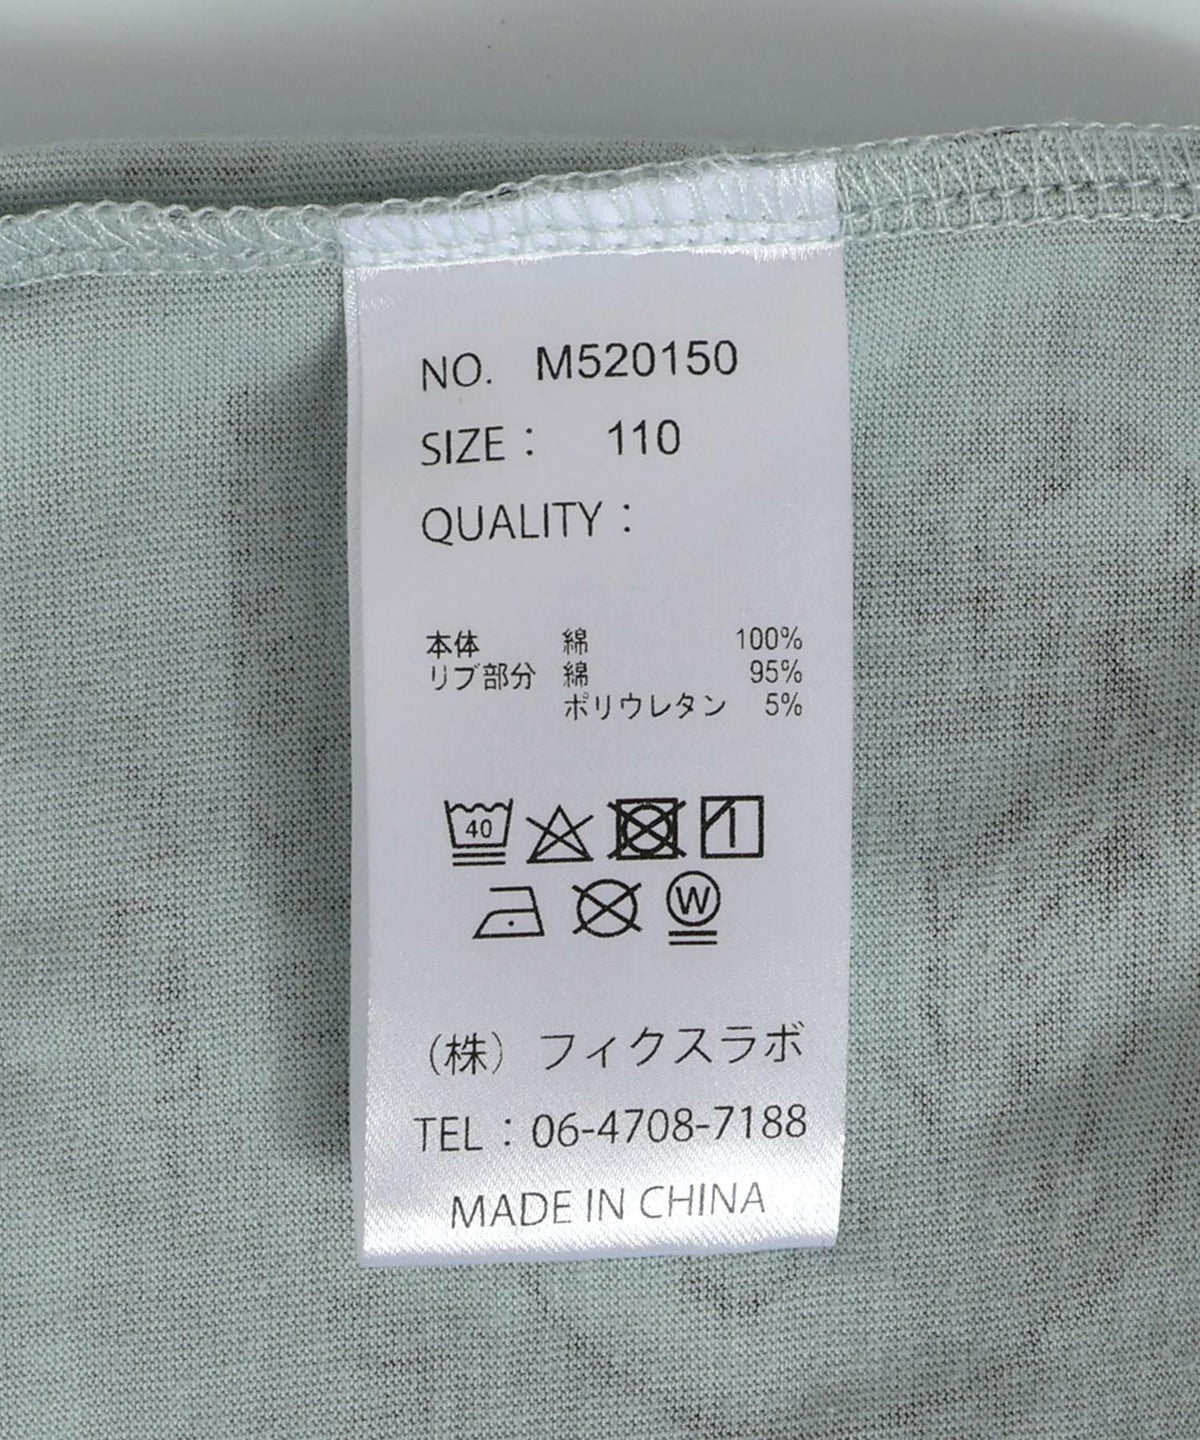 NO. M520150
SIZE： 110
QUALITY：
本体 綿 100%
リブ部分 綿 95%
ポリウレタン 5%
40
W
（株）フィクスラボ
TEL：06-4708-7188
MADE IN CHINA